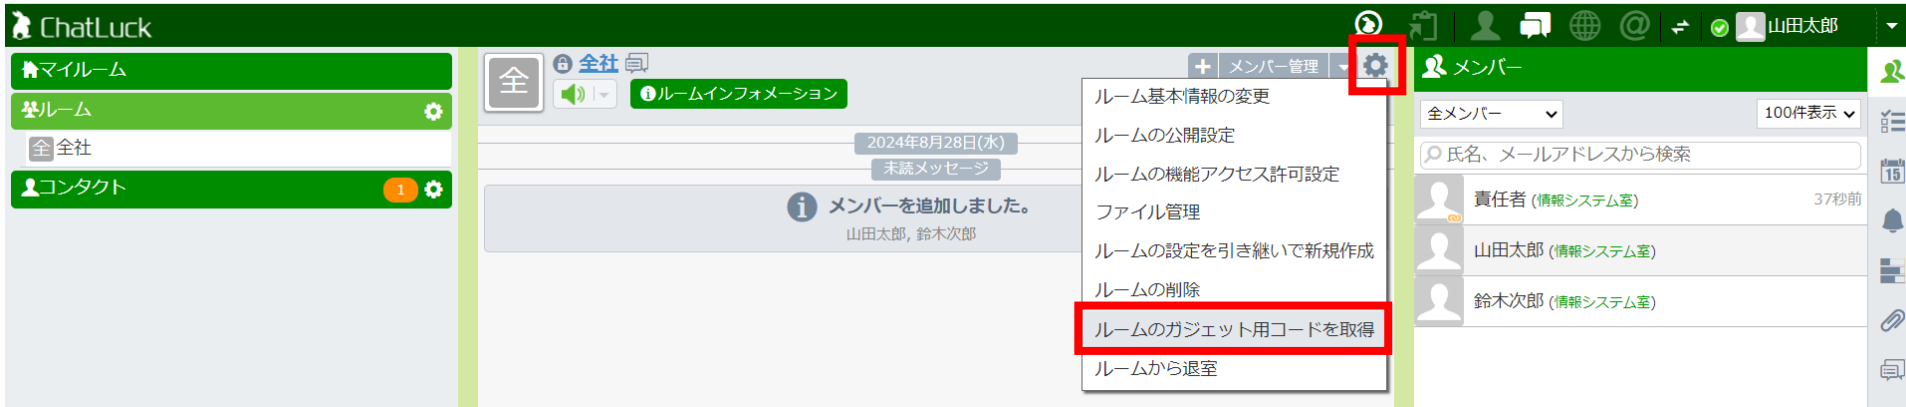 ChatLuck
山田太郎
マイルーム
ルーム
全 全社
コンタクト 1
全
全社
ルームインフォメーション
メンバー管理
2024年8月28日(水)
未読メッセージ
メンバーを追加しました。
山田太郎, 鈴木次郎
ルーム基本情報の変更
ルームの公開設定
ルームの機能アクセス許可設定
ファイル管理
ルームの設定を引き継いで新規作成
ルームの削除
ルームのガジェット用コードを取得
ルームから退室
メンバー
全メンバー 100件表示
氏名、メールアドレスから検索
責任者 (情報システム室) 37秒前
山田太郎 (情報システム室)
鈴木次郎 (情報システム室)
15